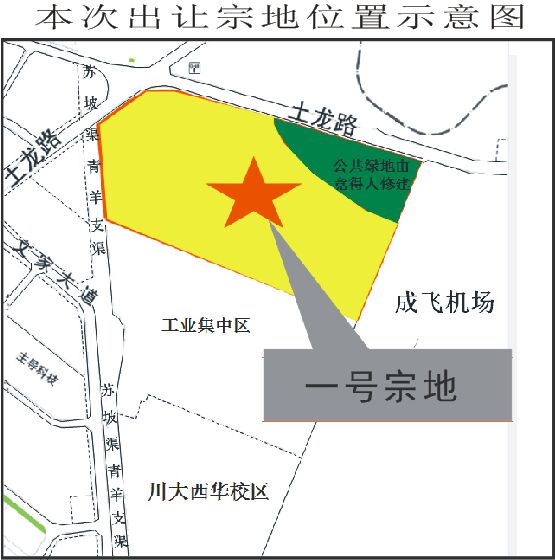 本次出让宗地位置示意图
苏坡渠青羊支渠
土龙路
公共绿地由
竞得人修建
土龙路
文家大道
成飞机场
工业集中区
一号宗地
苏坡渠青羊支渠
川大西华校区